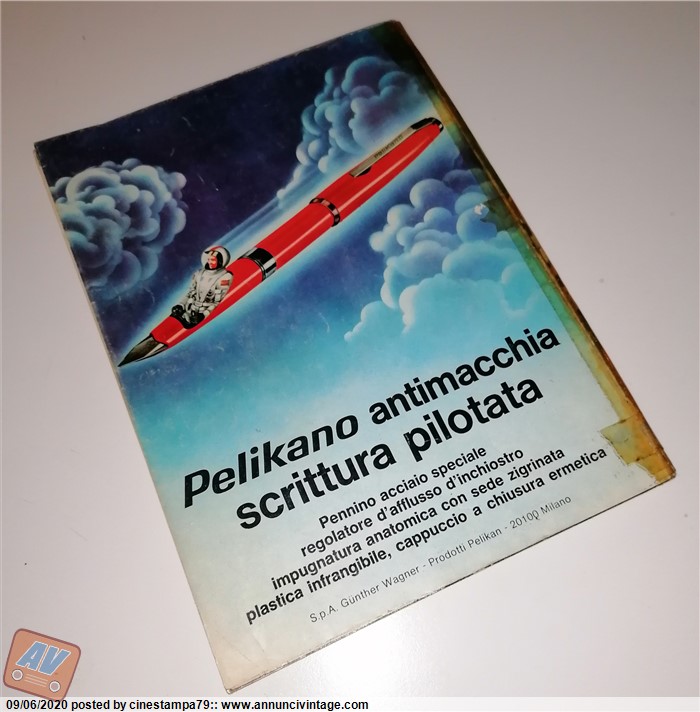 Pelikano antimacchia
scrittura pilotata
Pennino acciaio speciale
regolatore d'afflusso d'inchiostro
impugnatura anatomica con sede zigrinata
plastica infrangibile, cappuccio a chiusura ermetica
S.p.A. Günther Wagner - Prodotti Pelikan - 20100 Milano
AV
09/06/2020 posted by cinestampa79:: www.annuncivintage.com